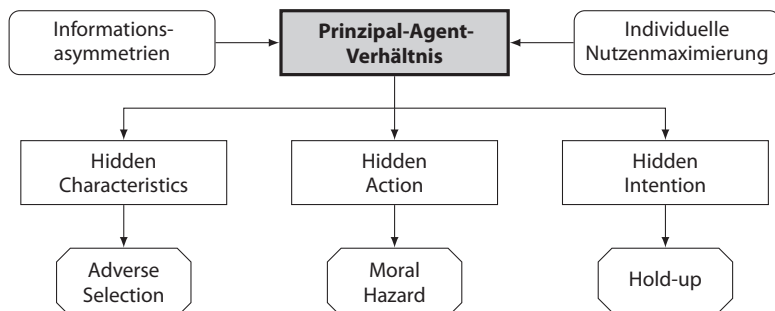 Informations-
asymmetrien
Prinzipal-Agent-
Verhältnis
Individuelle
Nutzenmaximierung
Hidden
Characteristics
Hidden
Action
Hidden
Intention
Adverse
Selection
Moral
Hazard
Hold-up